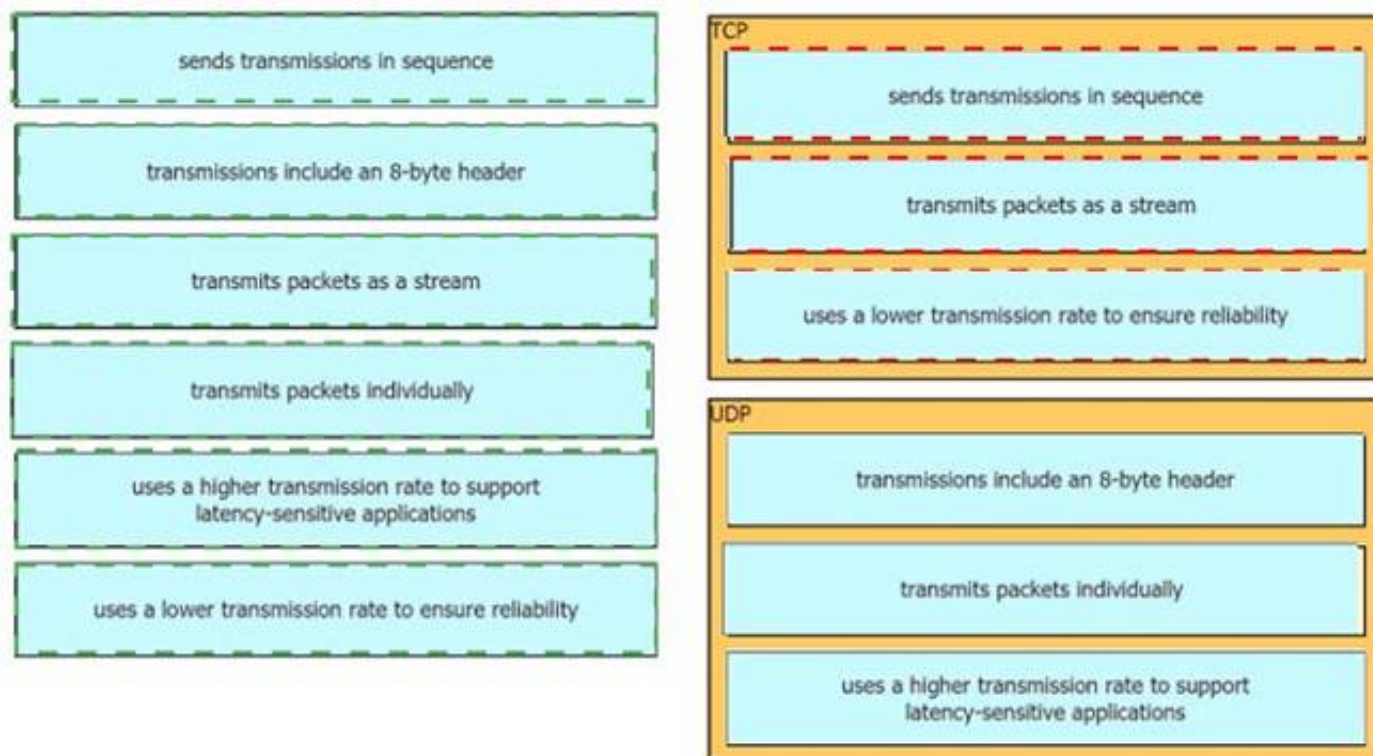 sends transmissions in sequence
transmissions include an 8-byte header
transmits packets as a stream
transmits packets individually
uses a higher transmission rate to support
latency-sensitive applications
uses a lower transmission rate to ensure reliability
TCP
sends transmissions in sequence
transmits packets as a stream
uses a lower transmission rate to ensure reliability
UDP
transmissions include an 8-byte header
transmits packets individually
uses a higher transmission rate to support
latency-sensitive applications